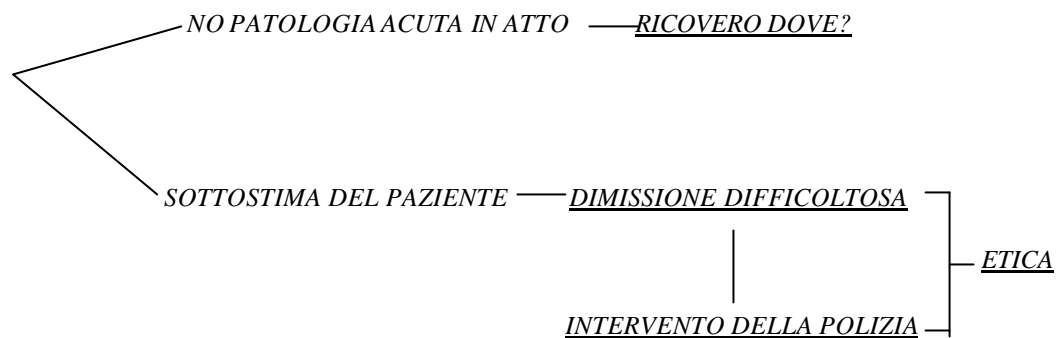 NO PATOLOGIA ACUTA IN ATTO RICOVERO DOVE?
SOTTOSTIMA DEL PAZIENTE DIMISSIONE DIFFICOLTOSA
ETICA
INTERVENTO DELLA POLIZIA